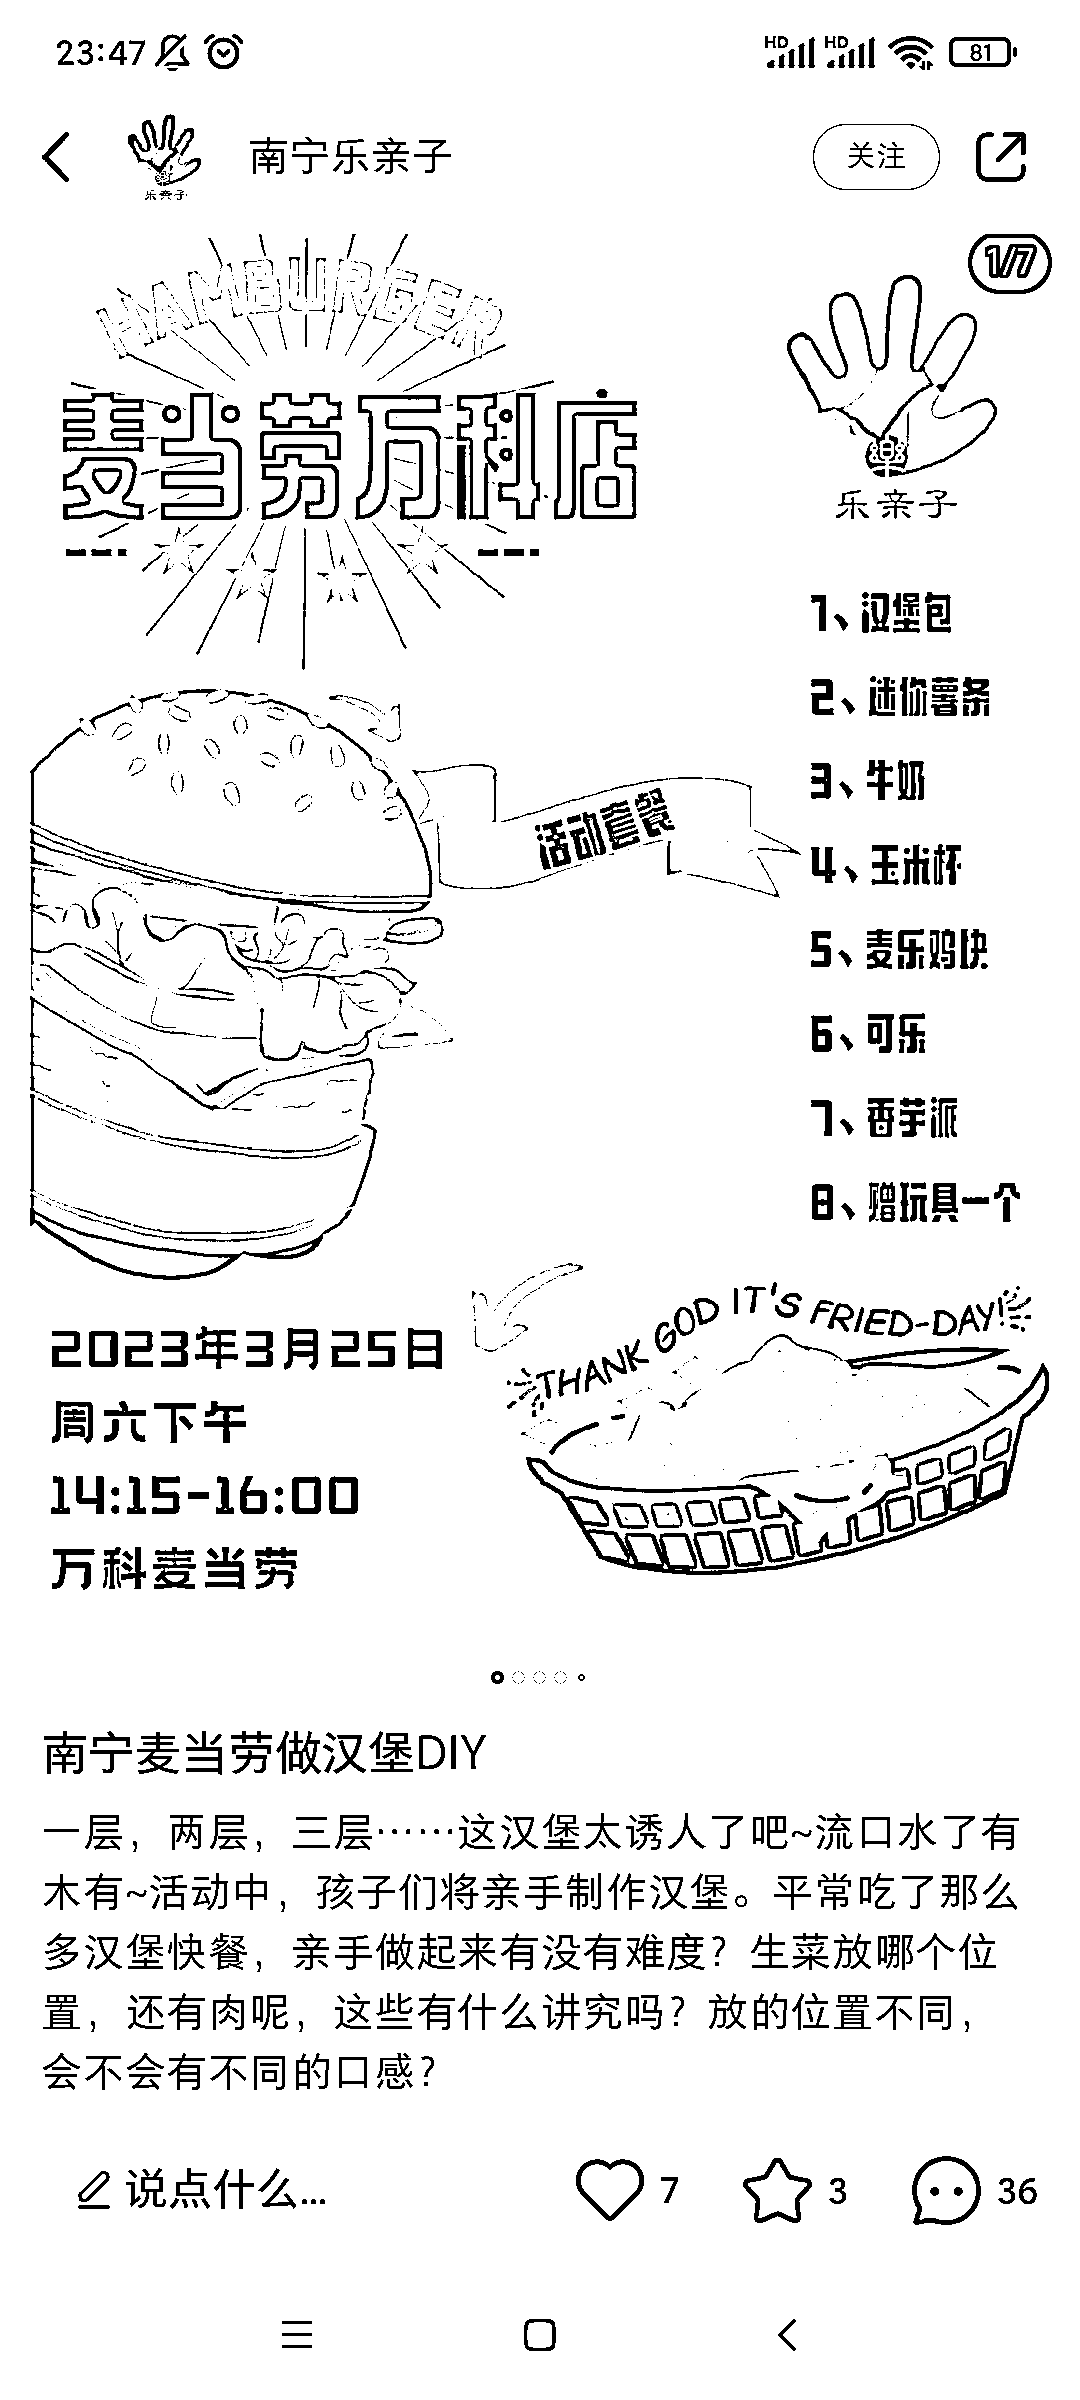 23:47
HD HD 81
南宁乐亲子
乐亲子
关注
1/7
HAMBURGER
麦当劳万科店
樂
乐亲子
1、汉堡包
2、迷你薯条
3、牛奶
活动套餐
4、玉米杯
5、麦乐鸡块
6、可乐
7、香芋派
8、赠玩具一个
THANK GOD IT'S FRIED-DAY!
2023年3月25日
周六下午
14:15-16:00
万科麦当劳
南宁麦当劳做汉堡DIY
一层，两层，三层……这汉堡太诱人了吧~流口水了有
木有~活动中，孩子们将亲手制作汉堡。平常吃了那么
多汉堡快餐，亲手做起来有没有难度？生菜放哪个位
置，还有肉呢，这些有什么讲究吗？放的位置不同，
会不会有不同的口感？
说点什么...
7
3
36